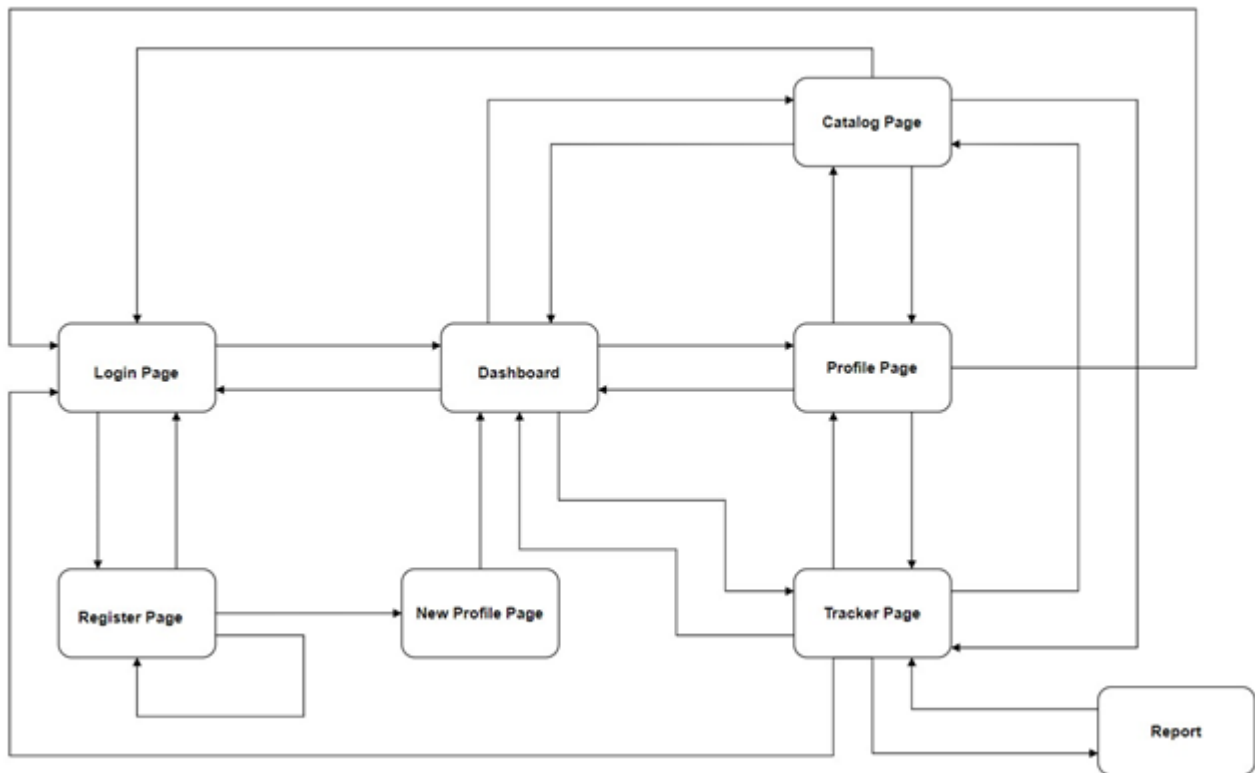 Catalog Page
Login Page
Dashboard
Profile Page
Register Page
New Profile Page
Tracker Page
Report